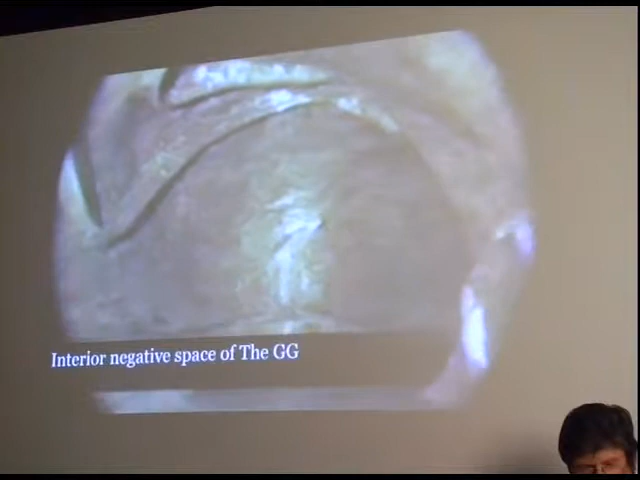 Interior negative space of The GG